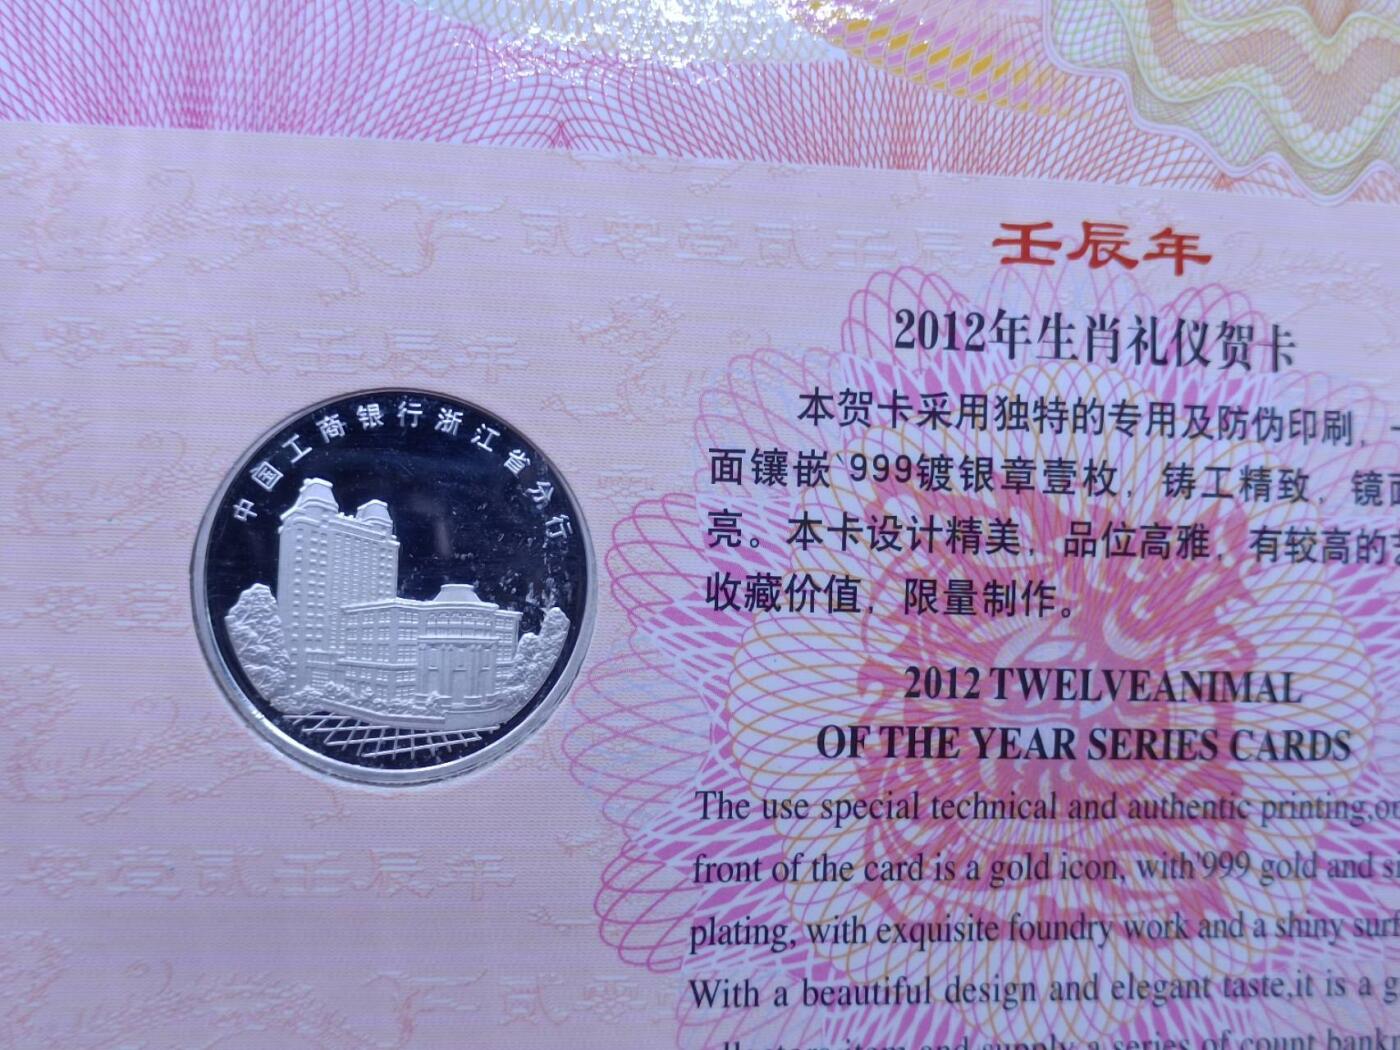 中国工商银行浙江省分行
壬辰年
2012年生肖礼仪贺卡
本贺卡采用独特的专用及防伪印刷，
面镶嵌 999镀银章壹枚，铸工精致，镜
亮。本卡设计精美，品位高雅，有较高的
收藏价值，限量制作。
2012 TWELVEANIMAL
OF THE YEAR SERIES CARDS
The use special technical and authentic printing,
front of the card is a gold icon, with'999 gold and
plating, with exquisite foundry work and a shiny
With a beautiful design and elegant taste,it is a
item and supply a series of count